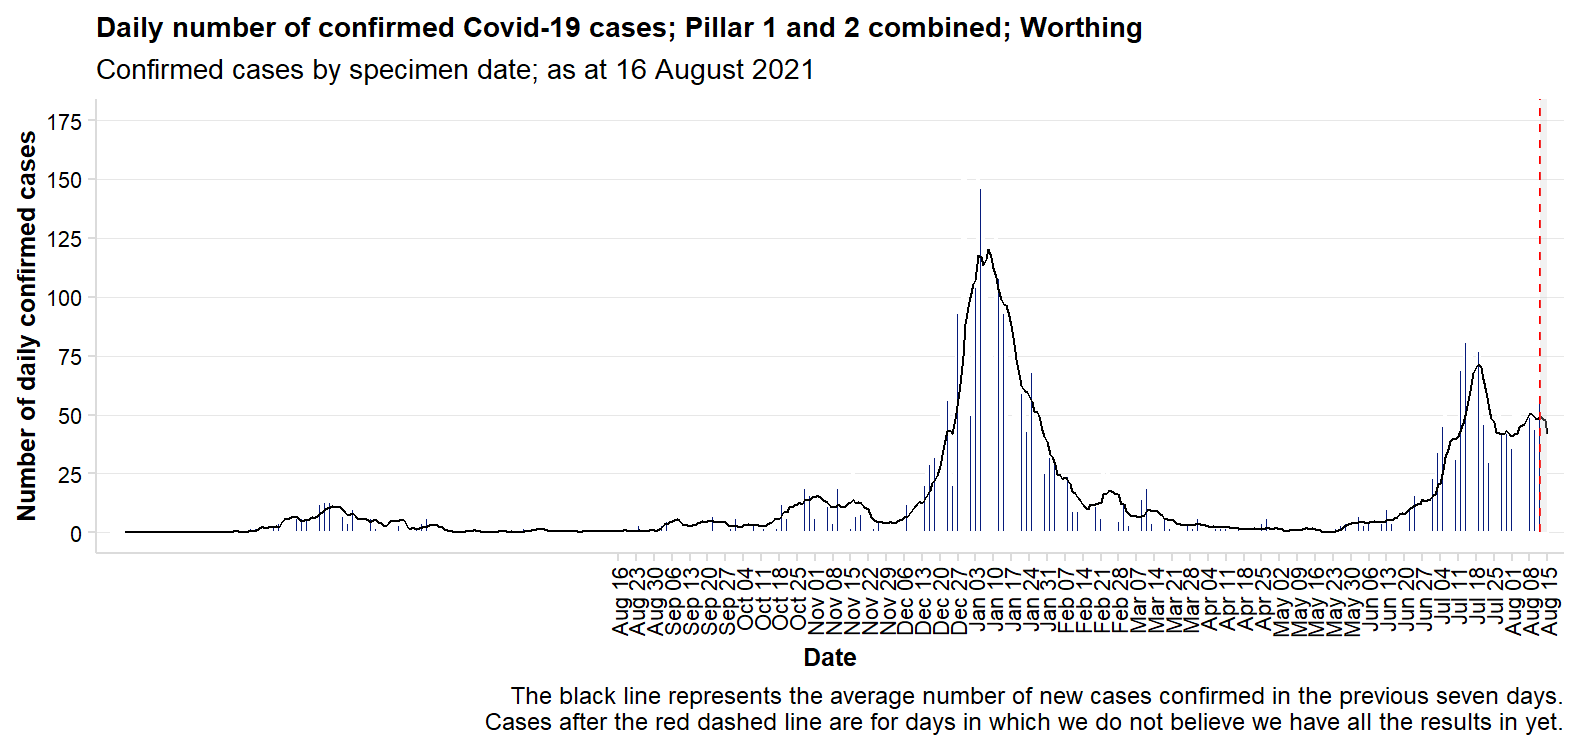 Daily number of confirmed Covid-19 cases; Pillar 1 and 2 combined; Worthing
Confirmed cases by specimen date; as at 16 August 2021
Number of daily confirmed cases
175
150
125
100
75
50
25
0
Aug 16
Aug 23
Aug 30
Sep 06
Sep 13
Sep 20
Sep 27
Oct 04
Oct 11
Oct 18
Oct 25
Nov 01
Nov 08
Nov 15
Nov 22
Nov 29
Dec 06
Dec 13
Dec 20
Dec 27
Jan 03
Jan 10
Jan 17
Jan 24
Jan 31
Feb 07
Feb 14
Feb 21
Feb 28
Mar 07
Mar 14
Mar 21
Mar 28
Apr 04
Apr 11
Apr 18
Apr 25
May 02
May 09
May 16
May 23
May 30
Jun 06
Jun 13
Jun 20
Jun 27
Jul 04
Jul 11
Jul 18
Jul 25
Aug 01
Aug 08
Aug 15
Date
The black line represents the average number of new cases confirmed in the previous seven days.
Cases after the red dashed line are for days in which we do not believe we have all the results in yet.